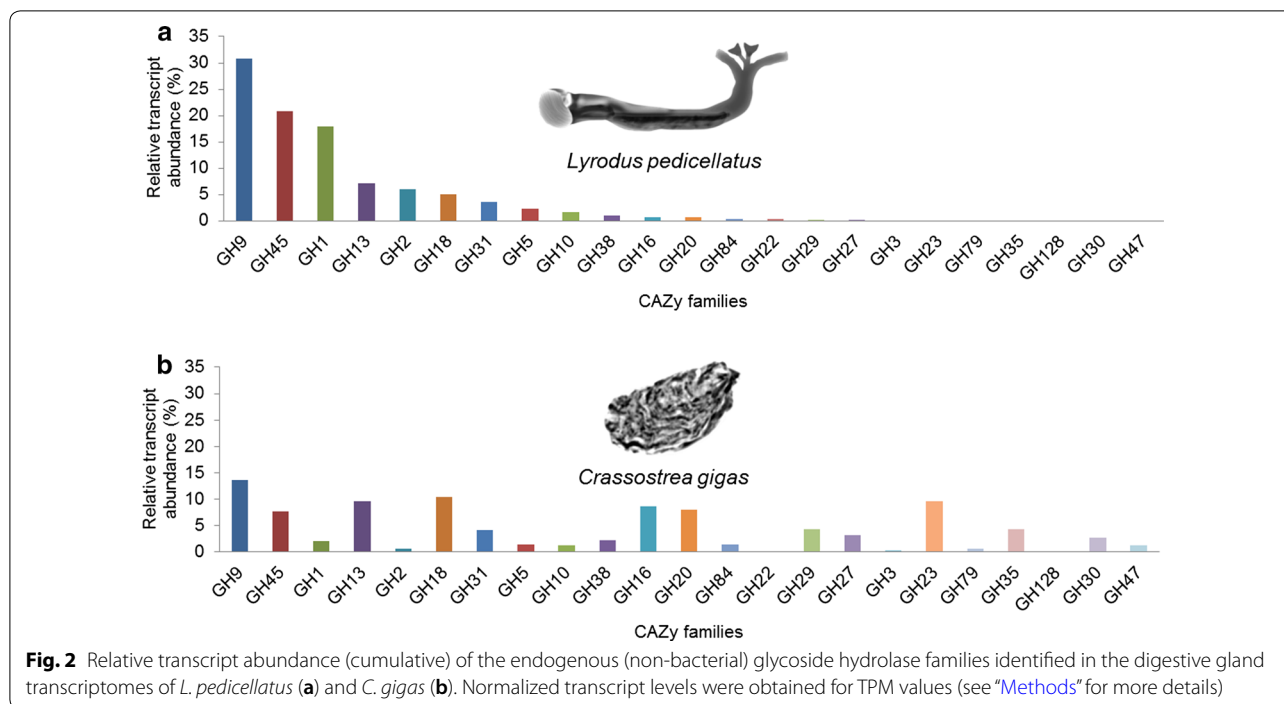 a
Relative transcript
abundance (%)
35
30
25
20
15
10
5
0
Lyrodus pedicellatus
GH9 GH45 GH1 GH13 GH2 GH18 GH31 GH5 GH10 GH38 GH16 GH20 GH84 GH22 GH29 GH27 GH3 GH23 GH79 GH35 GH128 GH30 GH47
CAZy families
b
Relative transcript
abundance (%)
35
30
25
20
15
10
5
0
Crassostrea gigas
GH9 GH45 GH1 GH13 GH2 GH18 GH31 GH5 GH10 GH38 GH16 GH20 GH84 GH22 GH29 GH27 GH3 GH23 GH79 GH35 GH128 GH30 GH47
CAZy families
Fig. 2 Relative transcript abundance (cumulative) of the endogenous (non-bacterial) glycoside hydrolase families identified in the digestive gland
transcriptomes of L. pedicellatus (a) and C. gigas (b). Normalized transcript levels were obtained for TPM values (see “Methods” for more details)